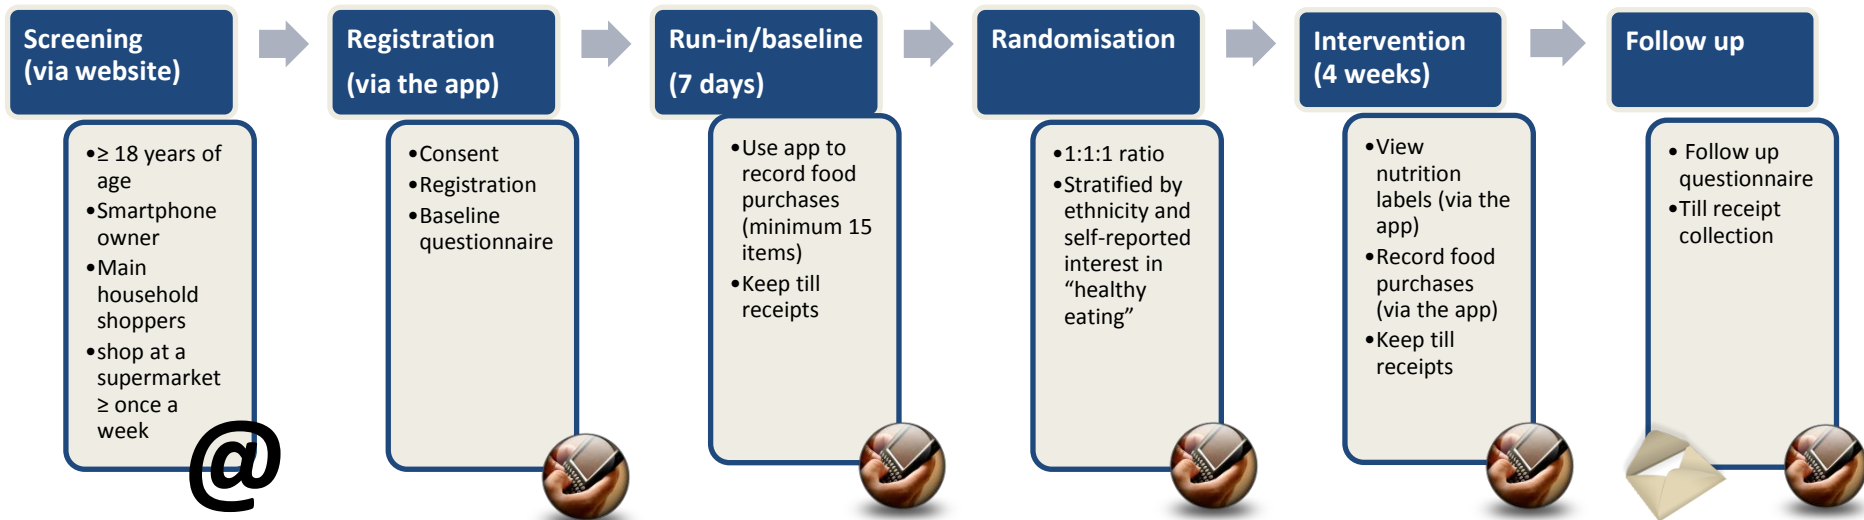 Screening
(via website)
•≥ 18 years of
age
•Smartphone
owner
•Main
household
shoppers
•shop at a
supermarket
≥ once a
week
@
Registration
(via the app)
•Consent
•Registration
•Baseline
questionnaire
Run-in/baseline
(7 days)
•Use app to
record food
purchases
(minimum 15
items)
•Keep till
receipts
Randomisation
•1:1:1 ratio
•Stratified by
ethnicity and
self-reported
interest in
“healthy
eating”
Intervention
(4 weeks)
•View
nutrition
labels (via the
app)
•Record food
purchases
(via the app)
•Keep till
receipts
Follow up
• Follow up
questionnaire
•Till receipt
collection